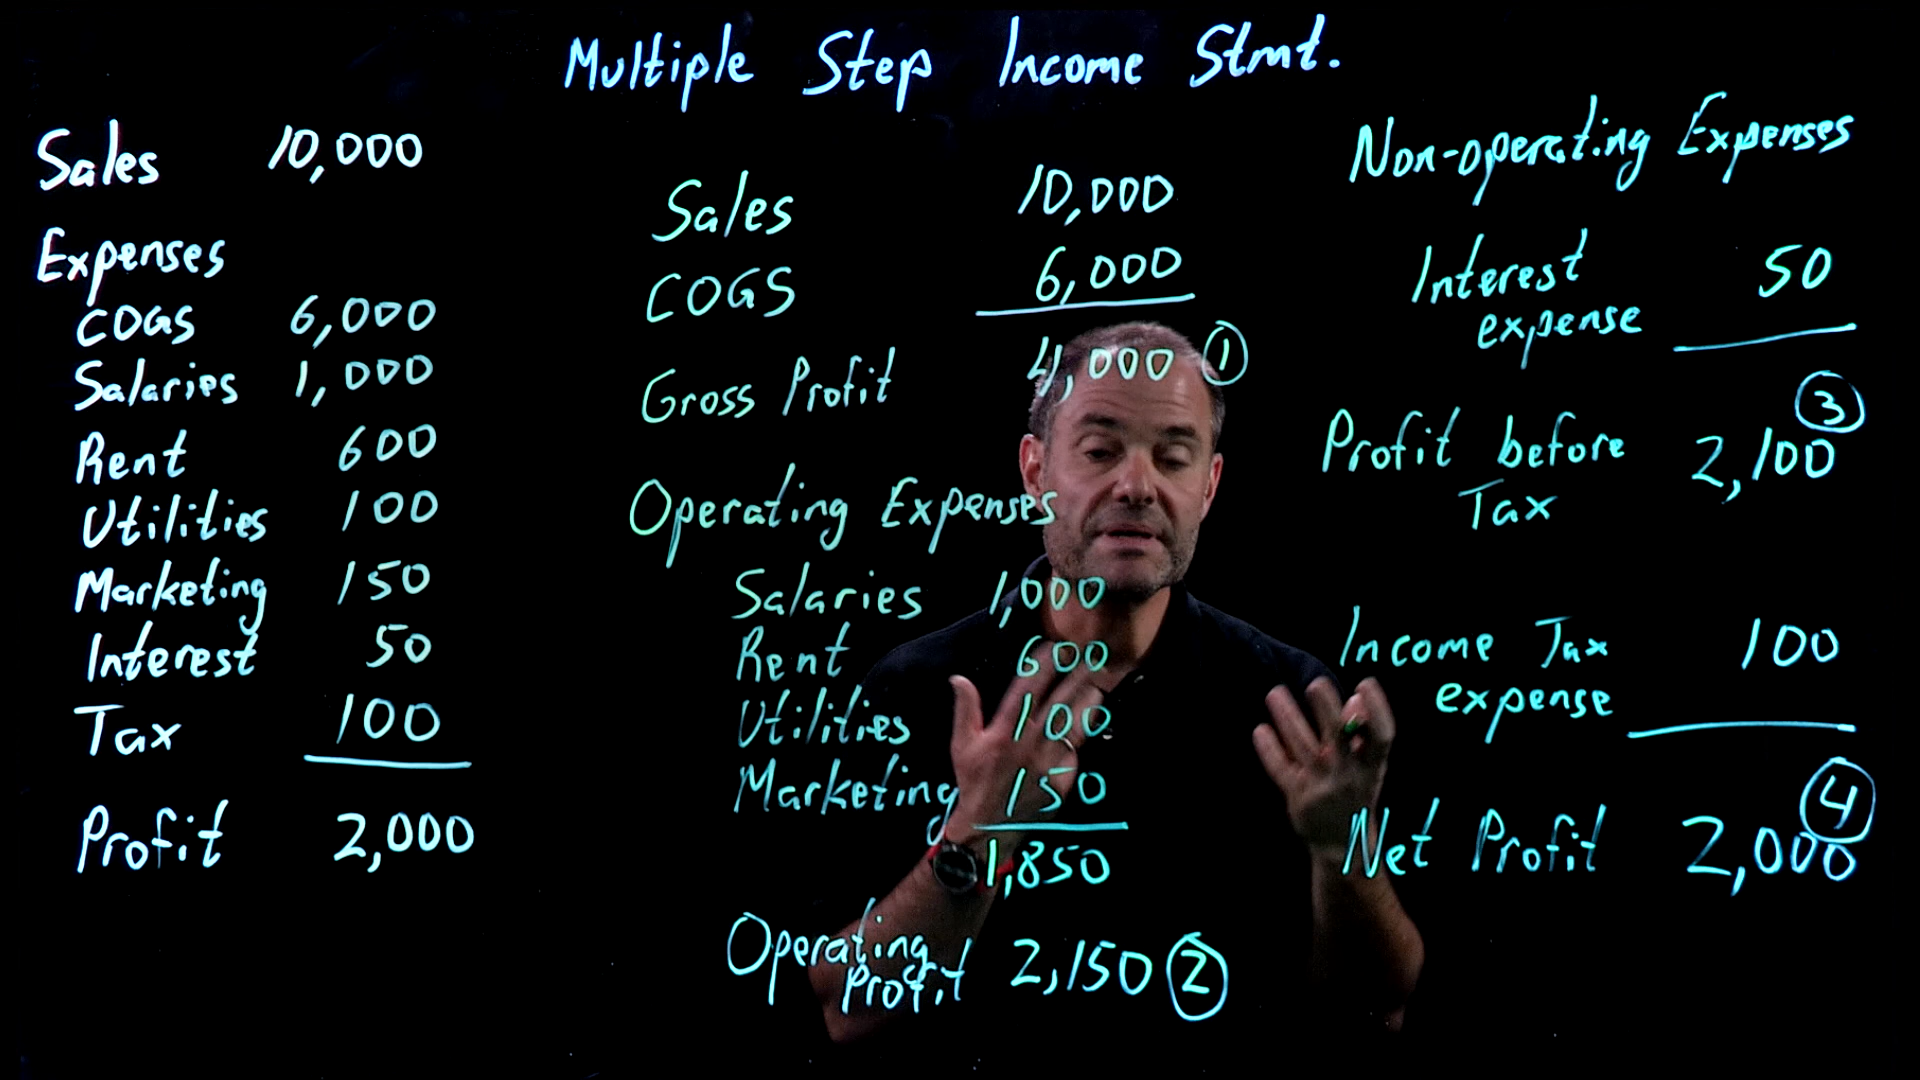 Multiple Step Income Stmt.
Sales 10,000
Expenses
COGS 6,000
Salaries 1,000
Rent 600
Utilities 100
Marketing 150
Interest 50
Tax 100
Profit 2,000
Sales 10,000
COGS 6,000
Gross Profit 4,000 1
Operating Expenses
Salaries 1,000
Rent 600
Utilities 100
Marketing 150
1,850
Operating
Profit 2,150 2
Non-operating Expenses
Interest 50
expense
3
Profit before 2,100
Tax
Income Tax 100
expense
4
Net Profit 2,000